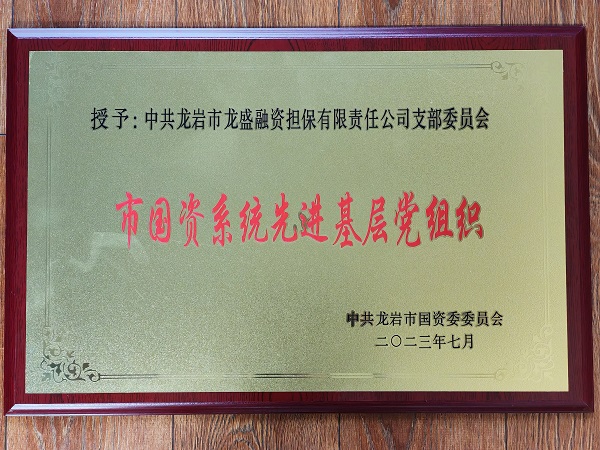 授予:中共龙岩市龙盛融资担保有限责任公司支部委员会
市国资系统先进基层党组织
中共龙岩市国资委委员会
二〇二三年七月